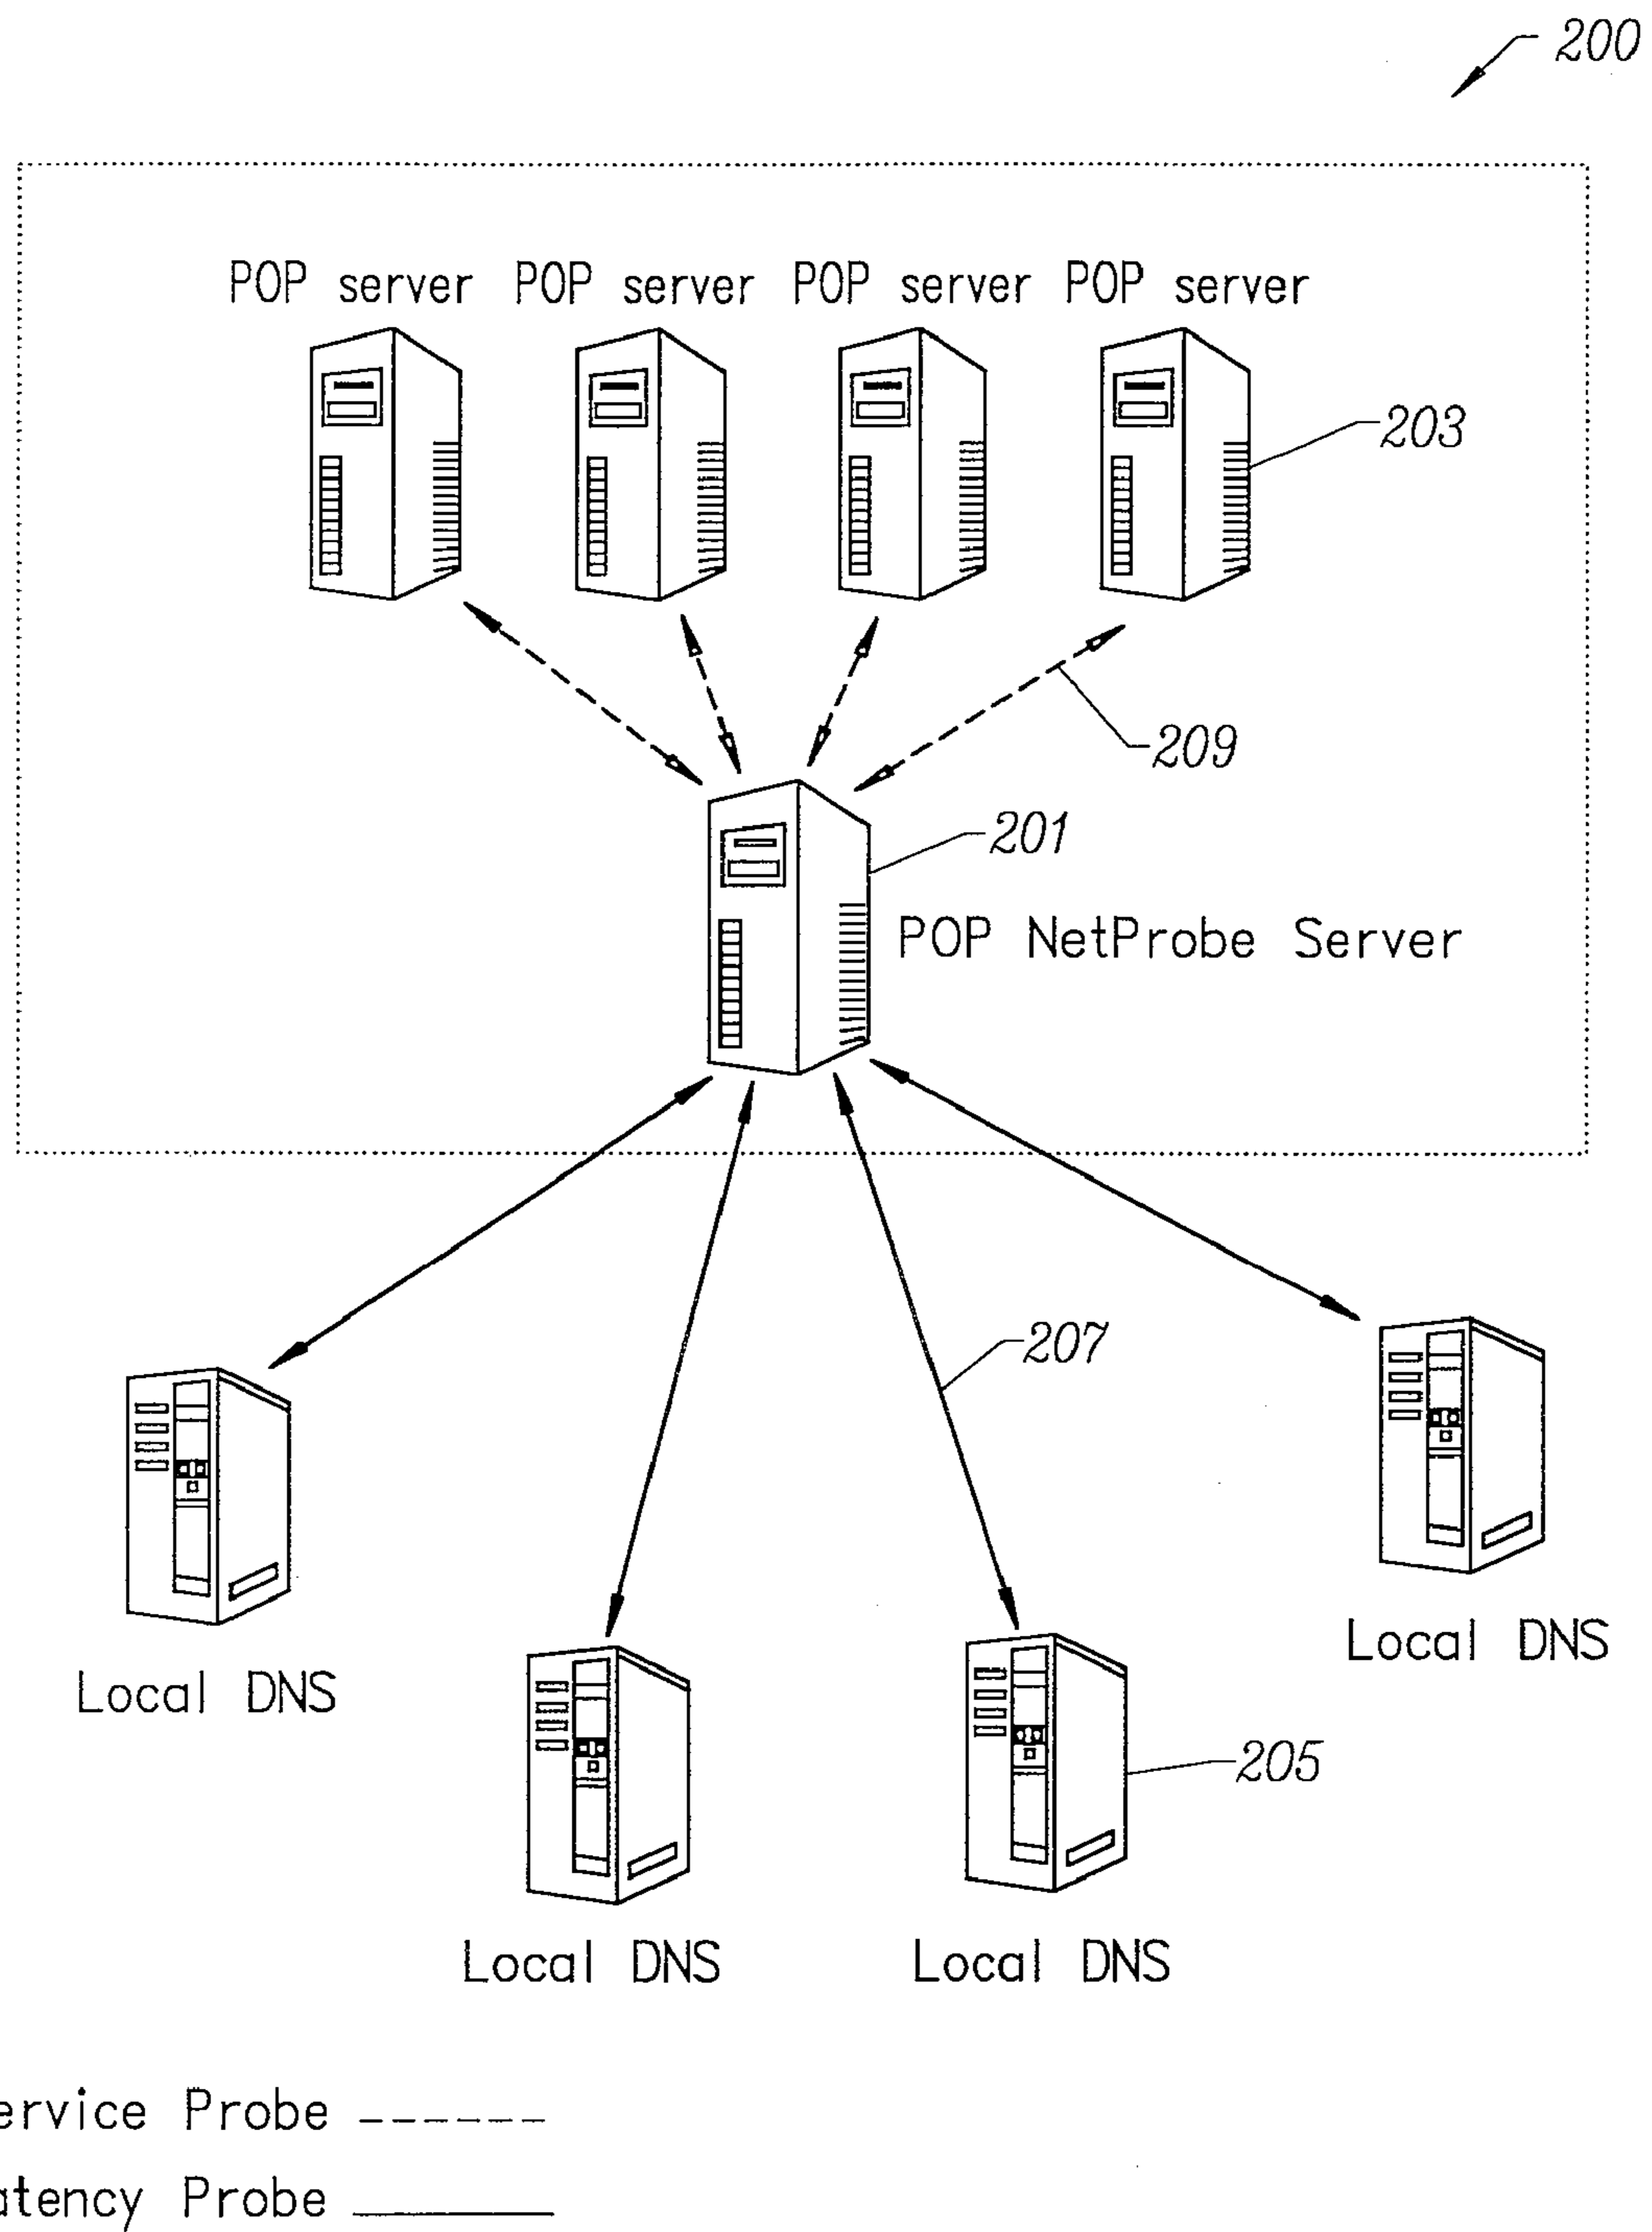 200
POP server POP server POP server POP server
203
209
201
POP NetProbe Server
207
Local DNS
Local DNS
205
Local DNS
Local DNS
ervice Probe
atency Probe